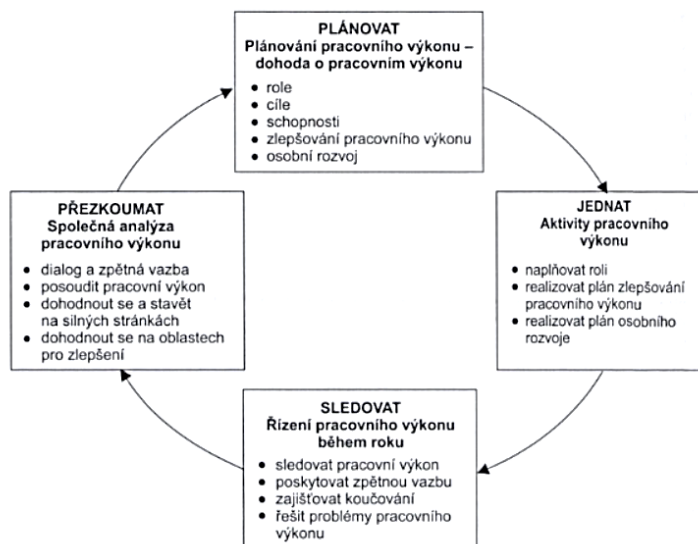 PLÁNOVAT
Plánování pracovního výkonu –
dohoda o pracovním výkonu
● role
● cíle
● schopnosti
● zlepšování pracovního výkonu
● osobní rozvoj
JEDNAT
Aktivity pracovního
výkonu
● naplňovat roli
● realizovat plán zlepšování
pracovního výkonu
● realizovat plán osobního
rozvoje
SLEDOVAT
Řízení pracovního výkonu
během roku
● sledovat pracovní výkon
● poskytovat zpětnou vazbu
● zajišťovat koučování
● řešit problémy pracovního
výkonu
PŘEZKOUMAT
Společná analýza
pracovního výkonu
● dialog a zpětná vazba
● posoudit pracovní výkon
● dohodnout se a stavět
na silných stránkách
● dohodnout se na oblastech
pro zlepšení